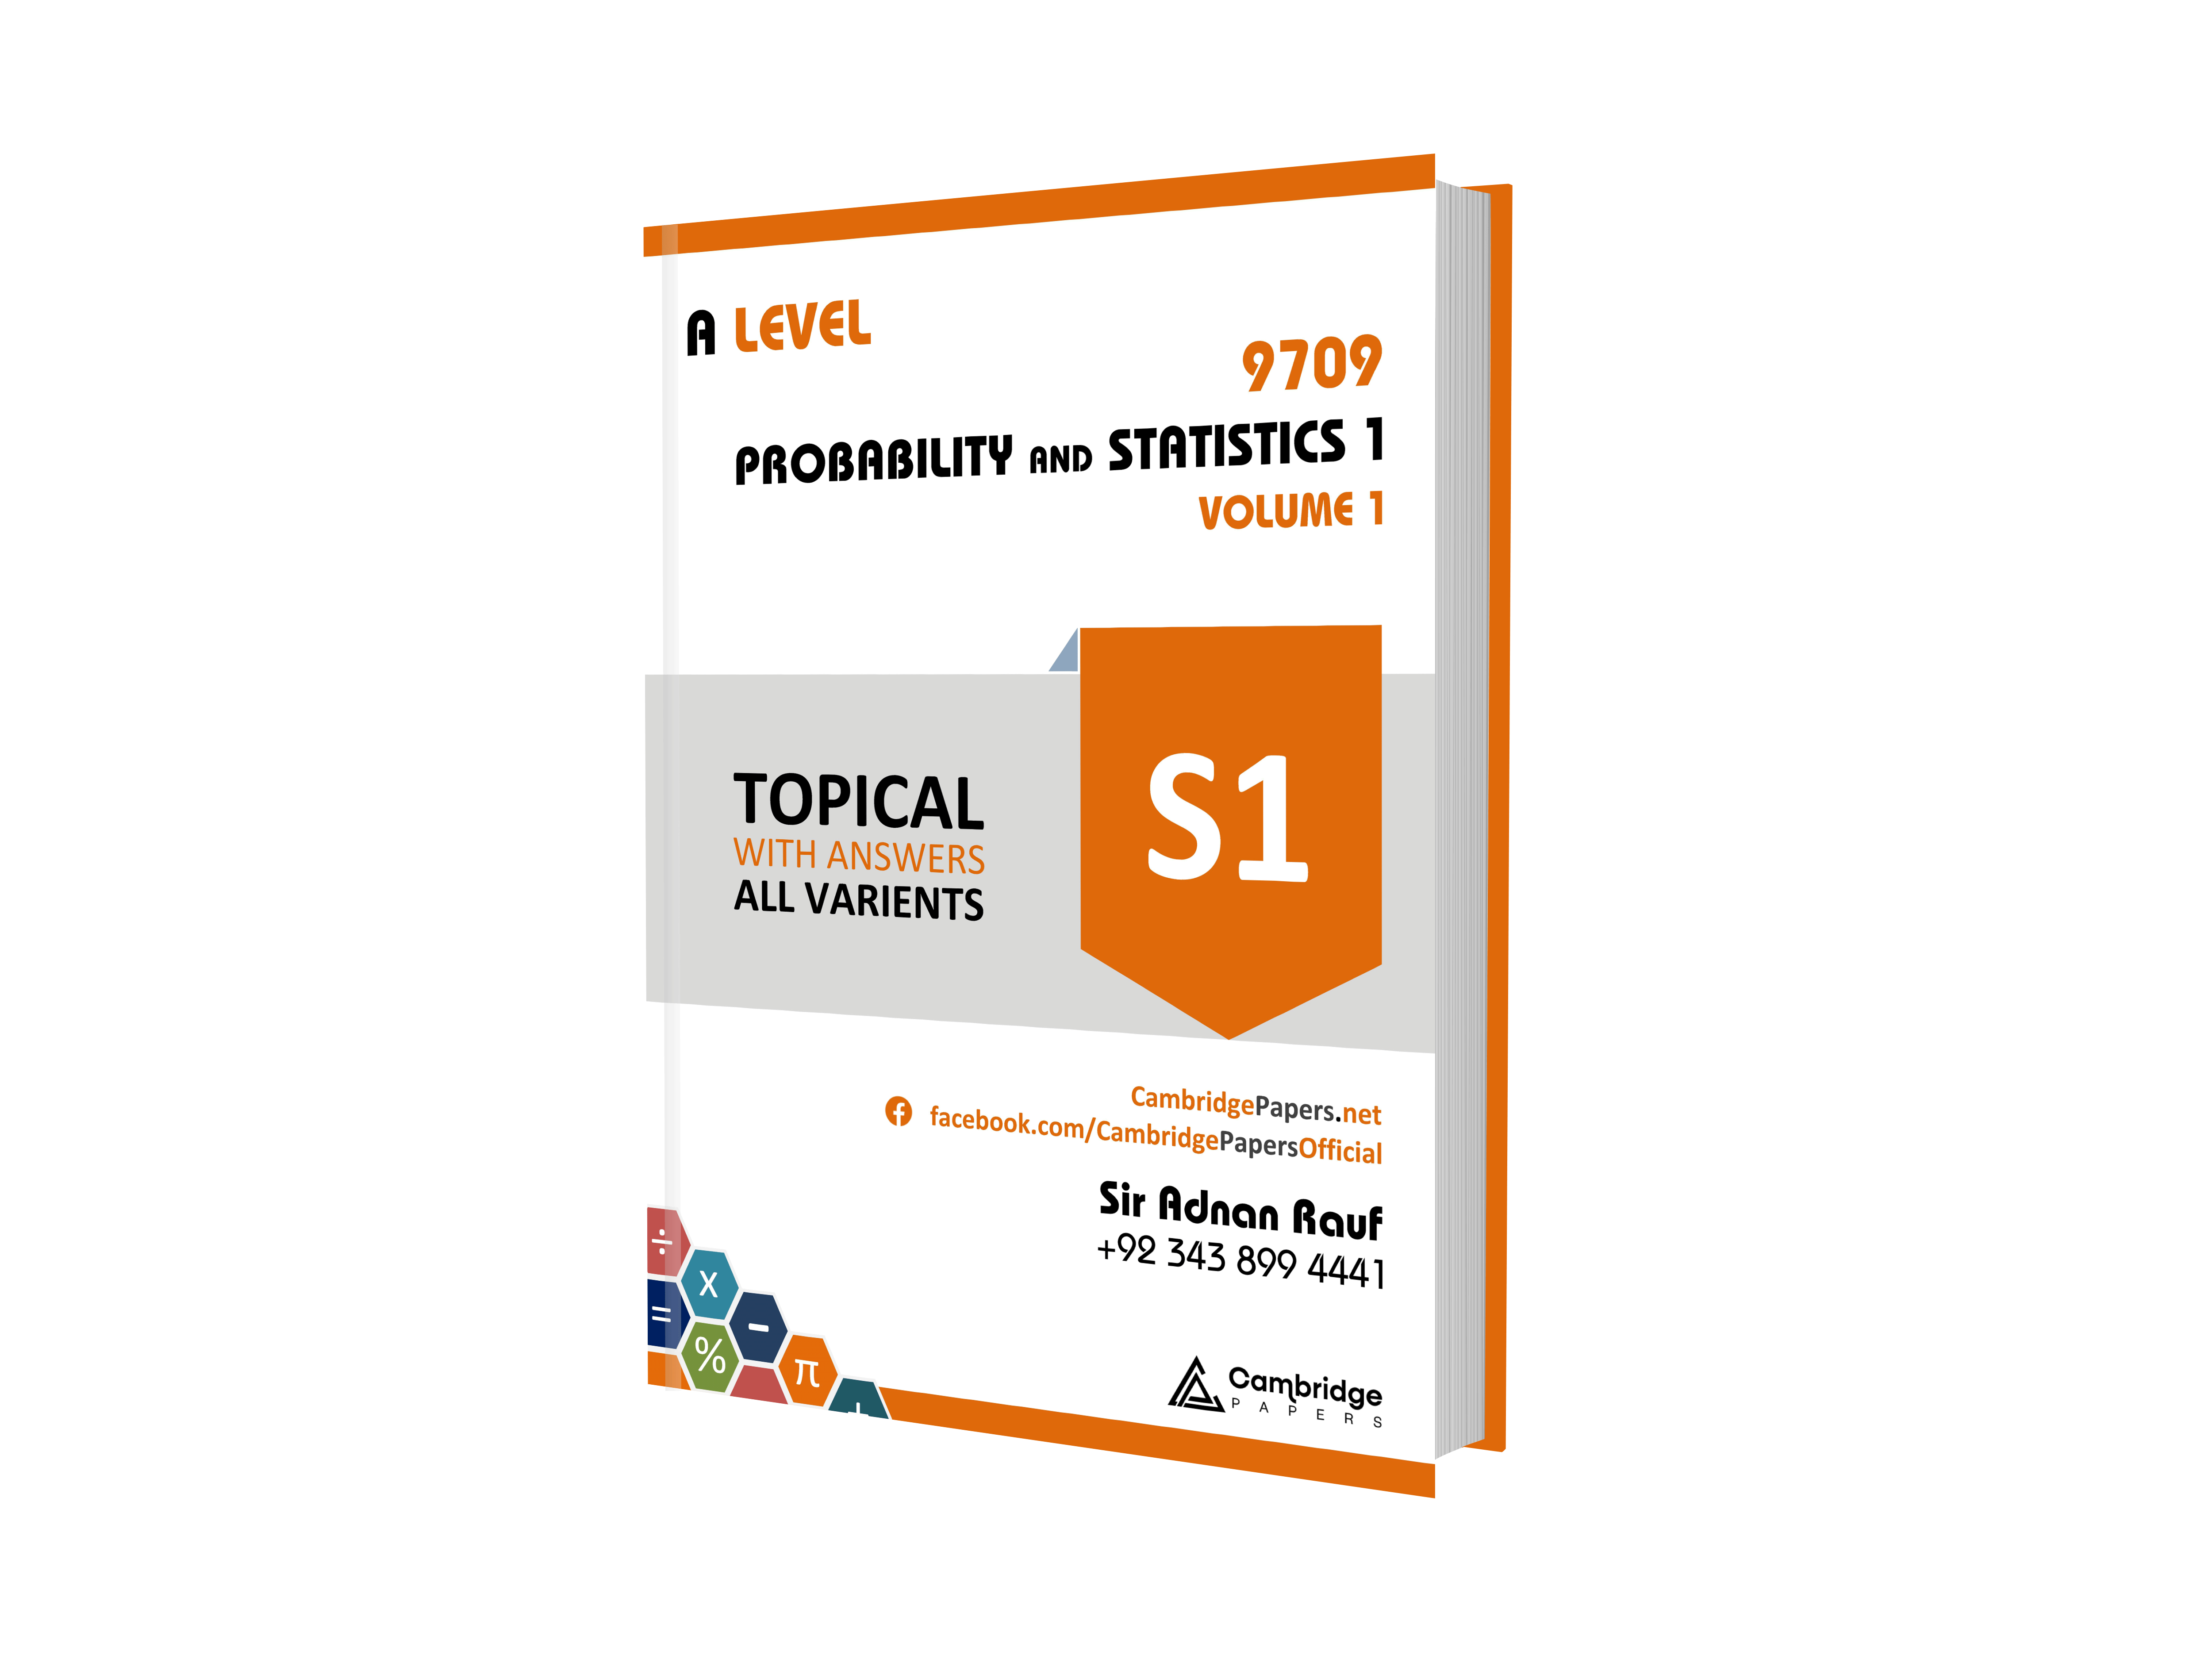 A LEVEL
9709
PROBABILITY AND STATISTICS 1
VOLUME 1
S1
TOPICAL
WITH ANSWERS
ALL VARIENTS
CambridgePapers.net
facebook.com/CambridgePapersOfficial
Sir Adnan Rauf
+92 343 899 4441
÷
x
=
−
%
π
+
Cambridge
PAPERS